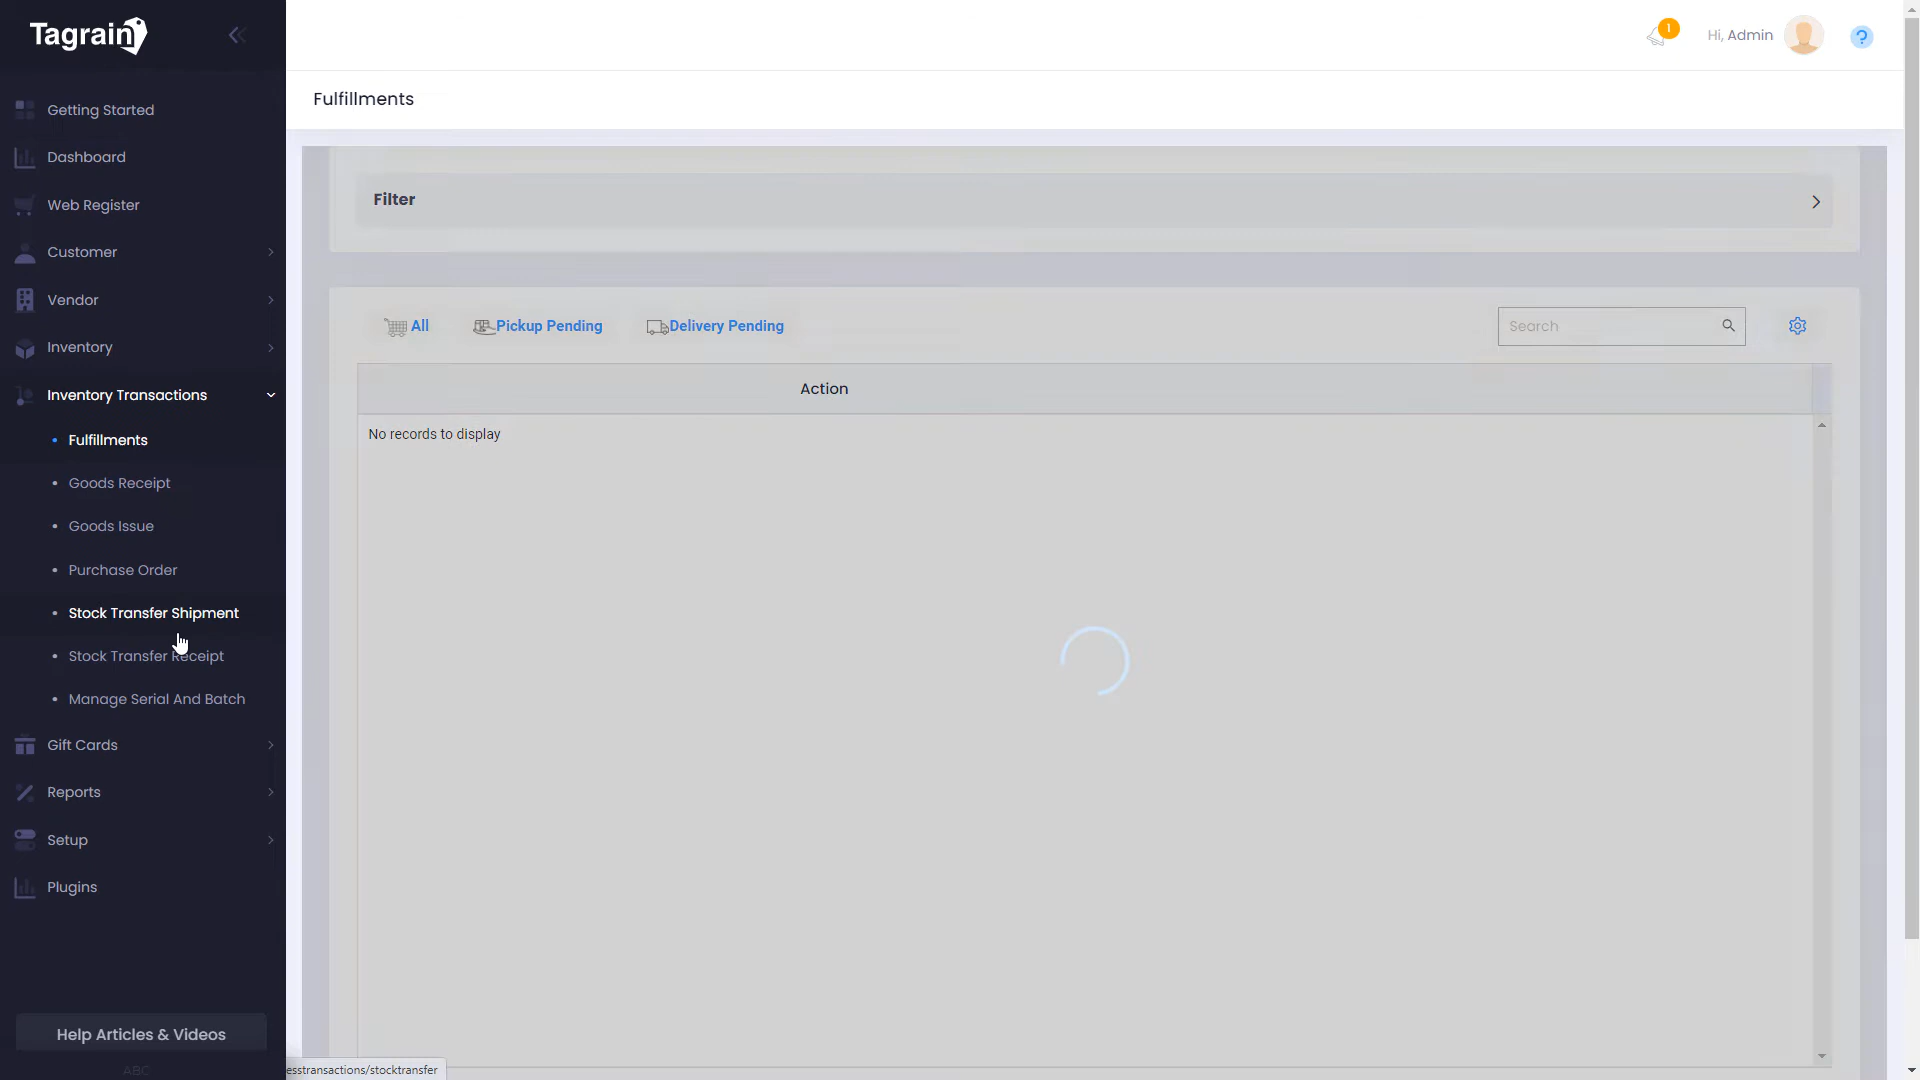 Tagrain
1
Hi, Admin
?
Fulfillments
Getting Started
Dashboard
Web Register
Customer
Vendor
Inventory
Inventory Transactions
Fulfillments
Goods Receipt
Goods Issue
Purchase Order
Stock Transfer Shipment
Stock Transfer Receipt
Manage Serial And Batch
Gift Cards
Reports
Setup
Plugins
Help Articles & Videos
ABC
Filter
All
Pickup Pending
Delivery Pending
Search
Action
No records to display
esstransactions/stocktransfer